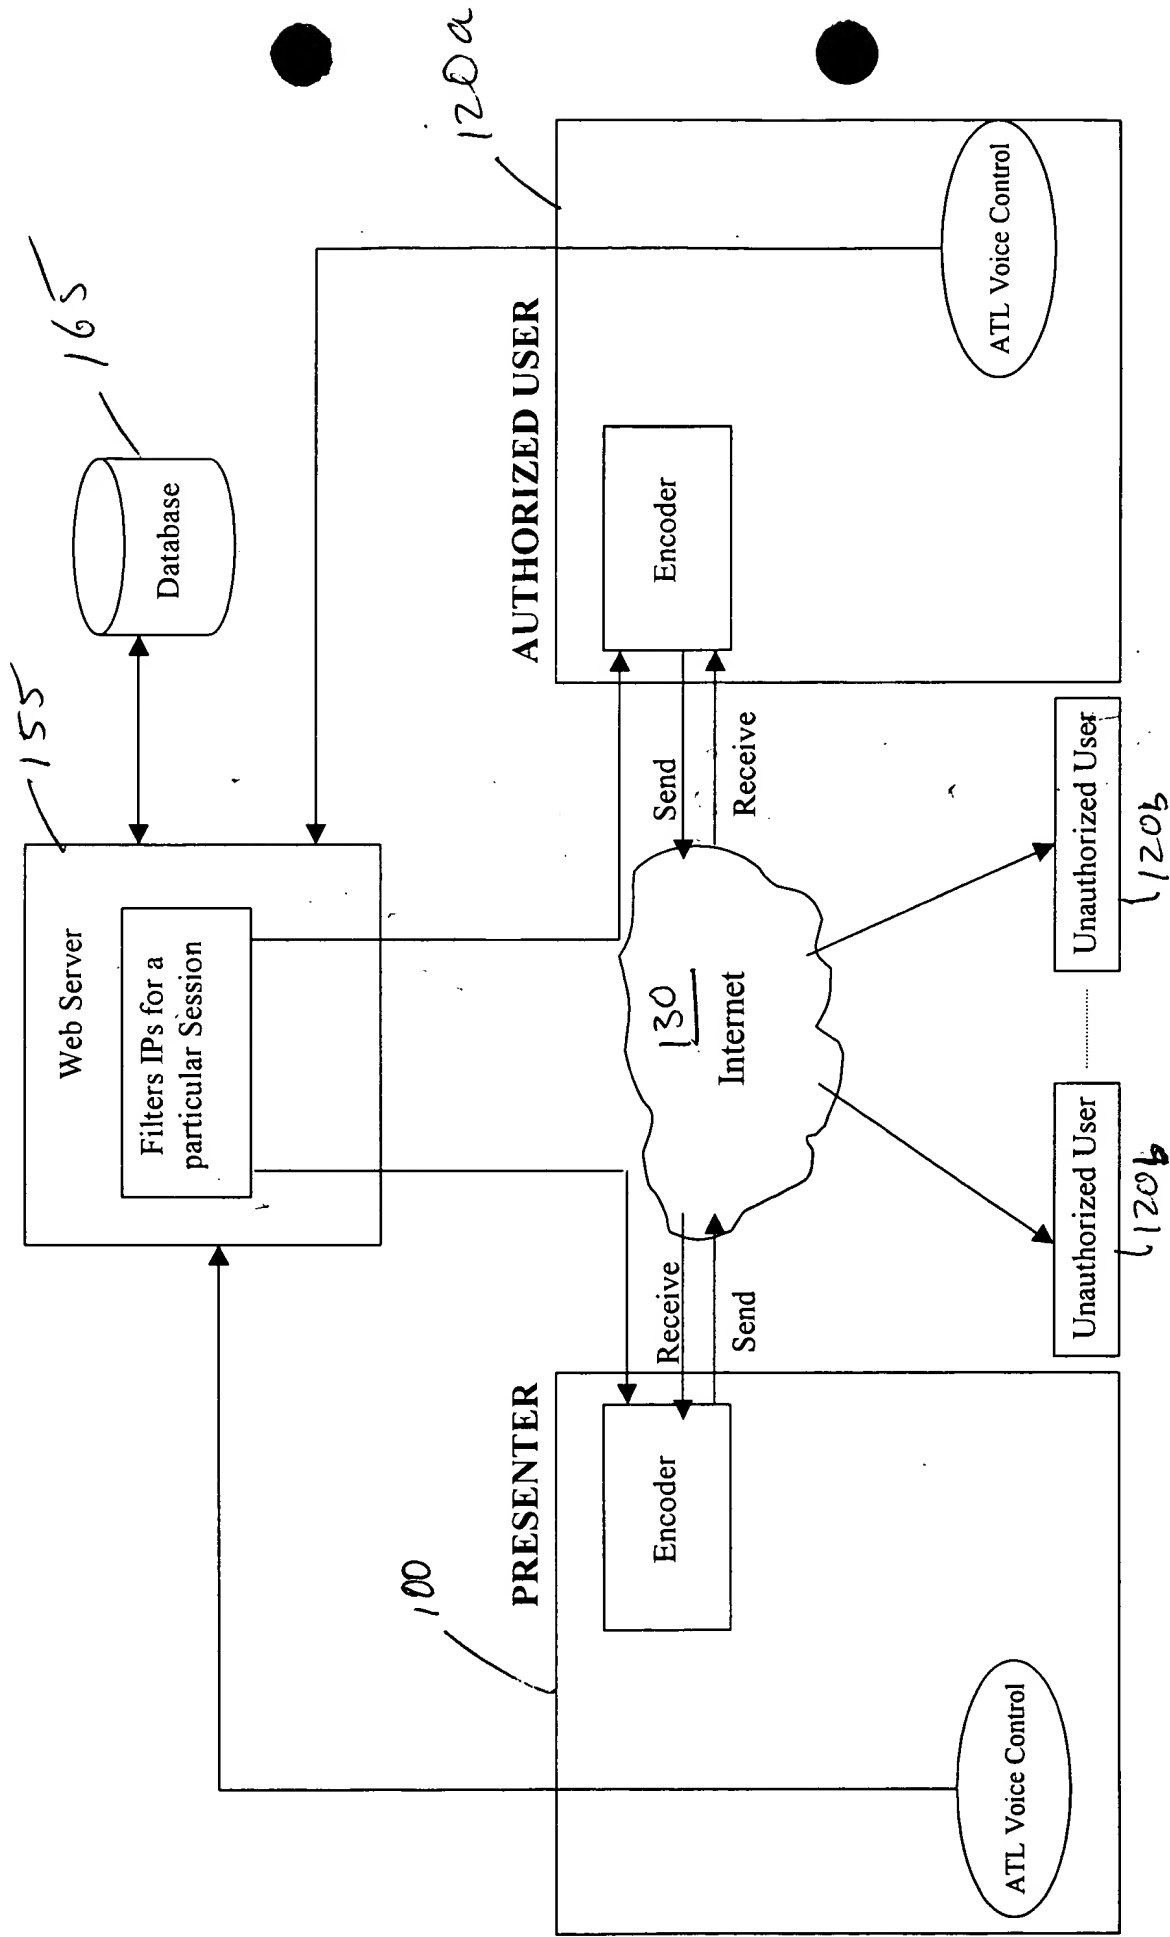 155
165
Web Server
Filters IPs for a
particular Session
Database
100
PRESENTER
AUTHORIZED USER
120a
Encoder
Receive
Send
130
Internet
Send
Receive
Encoder
ATL Voice Control
Unauthorized User
120b
Unauthorized User
120b
ATL Voice Control